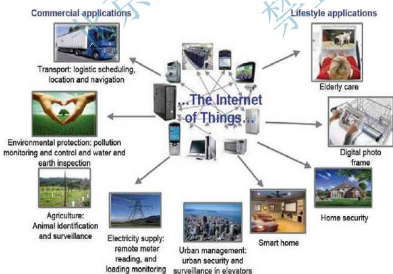 Commercial applications
Lifestyle applications
Transport: logistic scheduling,
location and navigation
...The Internet
of Things...
Elderly care
Environmental protection: pollution
monitoring and control and water and
earth inspection
Digital photo
frame
Agriculture:
Animal identification
and surveillance
Electricity supply:
remote meter
reading, and
loading monitoring
Urban management:
urban security and
surveillance in elevators
Smart home
Home security